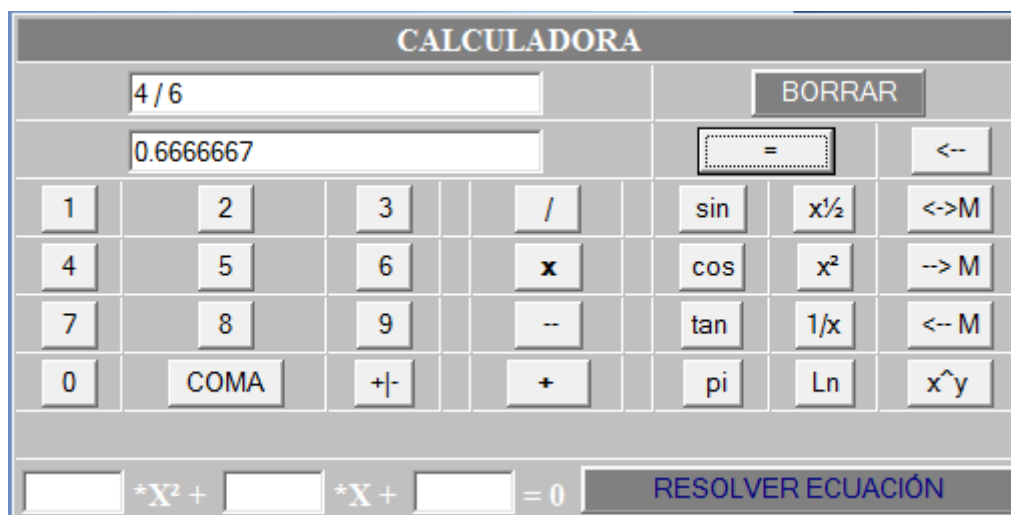 CALCULADORA
4 / 6 BORRAR
0.6666667 = <--
1 2 3 / sin x½ <->M
4 5 6 x cos x² --> M
7 8 9 -- tan 1/x <-- M
0 COMA +|- + pi Ln x^y
*X² + *X + = 0 RESOLVER ECUACIÓN